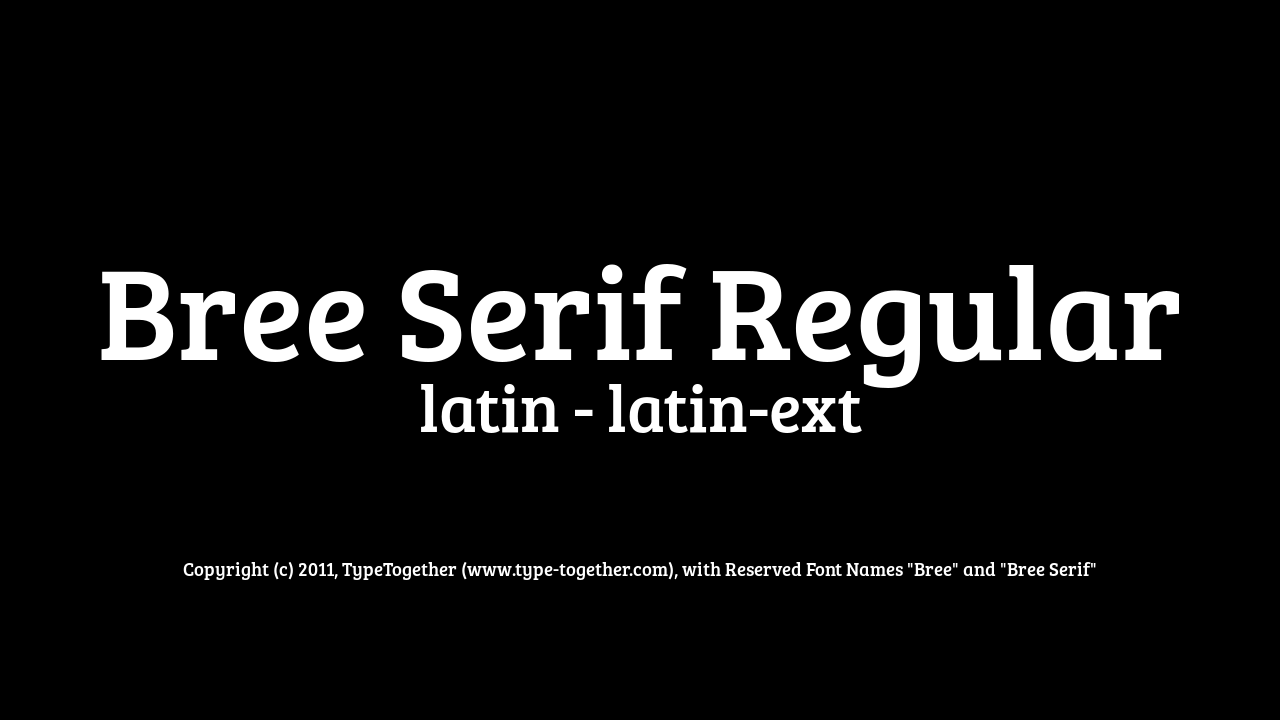 Bree Serif Regular
latin - latin-ext
Copyright (c) 2011, TypeTogether (www.type-together.com), with Reserved Font Names "Bree" and "Bree Serif"